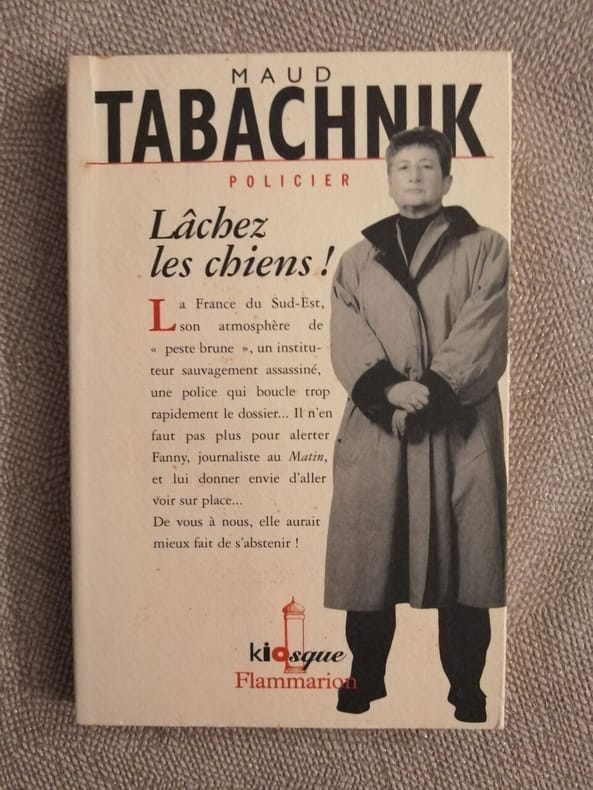 MAUD
TABACHNIK
POLICIER
Lâchez
les chiens !
La France du Sud-Est,
son atmosphère de
« peste brune », un institu-
teur sauvagement assassiné,
une police qui boucle trop
rapidement le dossier... Il n'en
faut pas plus pour alerter
Fanny, journaliste au Matin,
et lui donner envie d'aller
voir sur place...
De vous à nous, elle aurait
mieux fait de s'abstenir !
kiosque
Flammarion